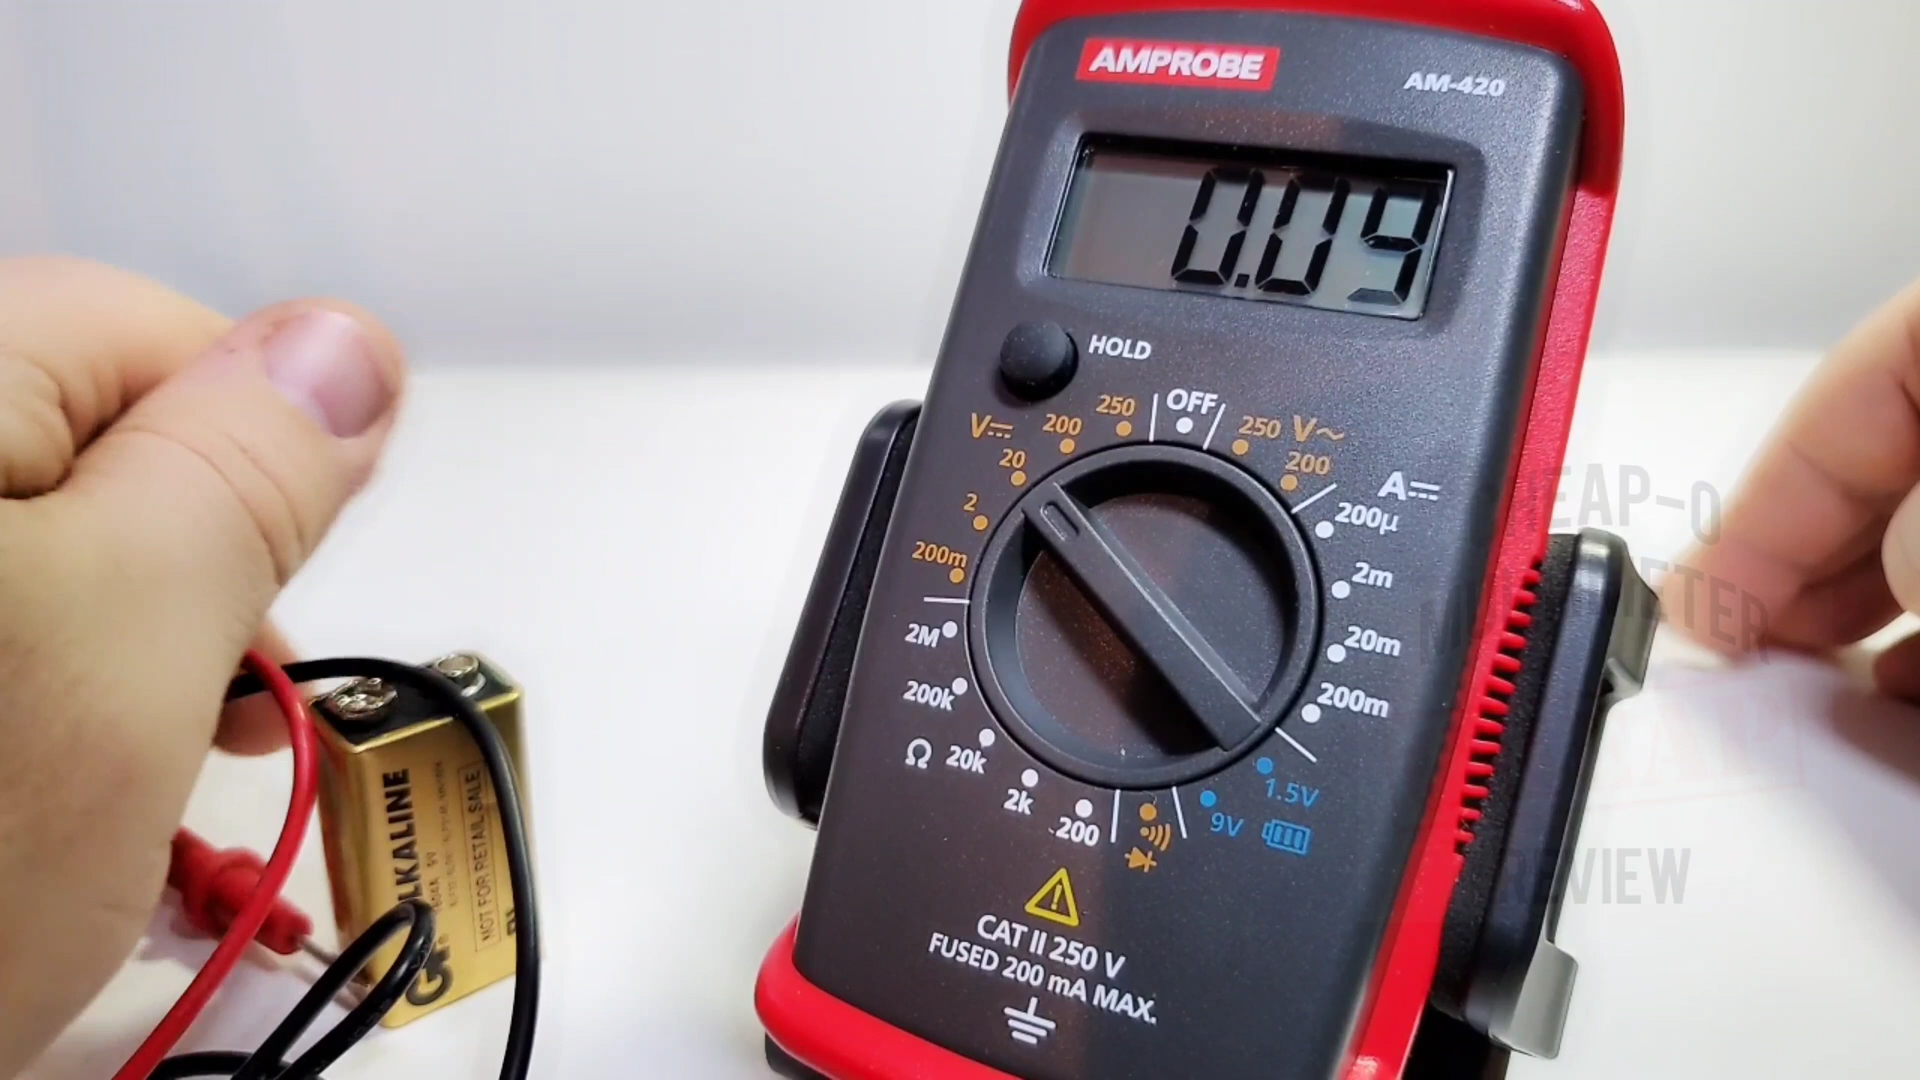 AMPROBE
AM-420
0.09
HOLD
OFF
V⎓ 200 250
250 V~
20
200
2
A⎓
200µ
200m
2m
2M
20m
200k
200m
Ω 20k
2k
200
1.5V
9V
CAT II 250 V
FUSED 200 mA MAX.
ALKALINE
GP
1604A 9V
NOT FOR RETAIL SALE
REVIEW